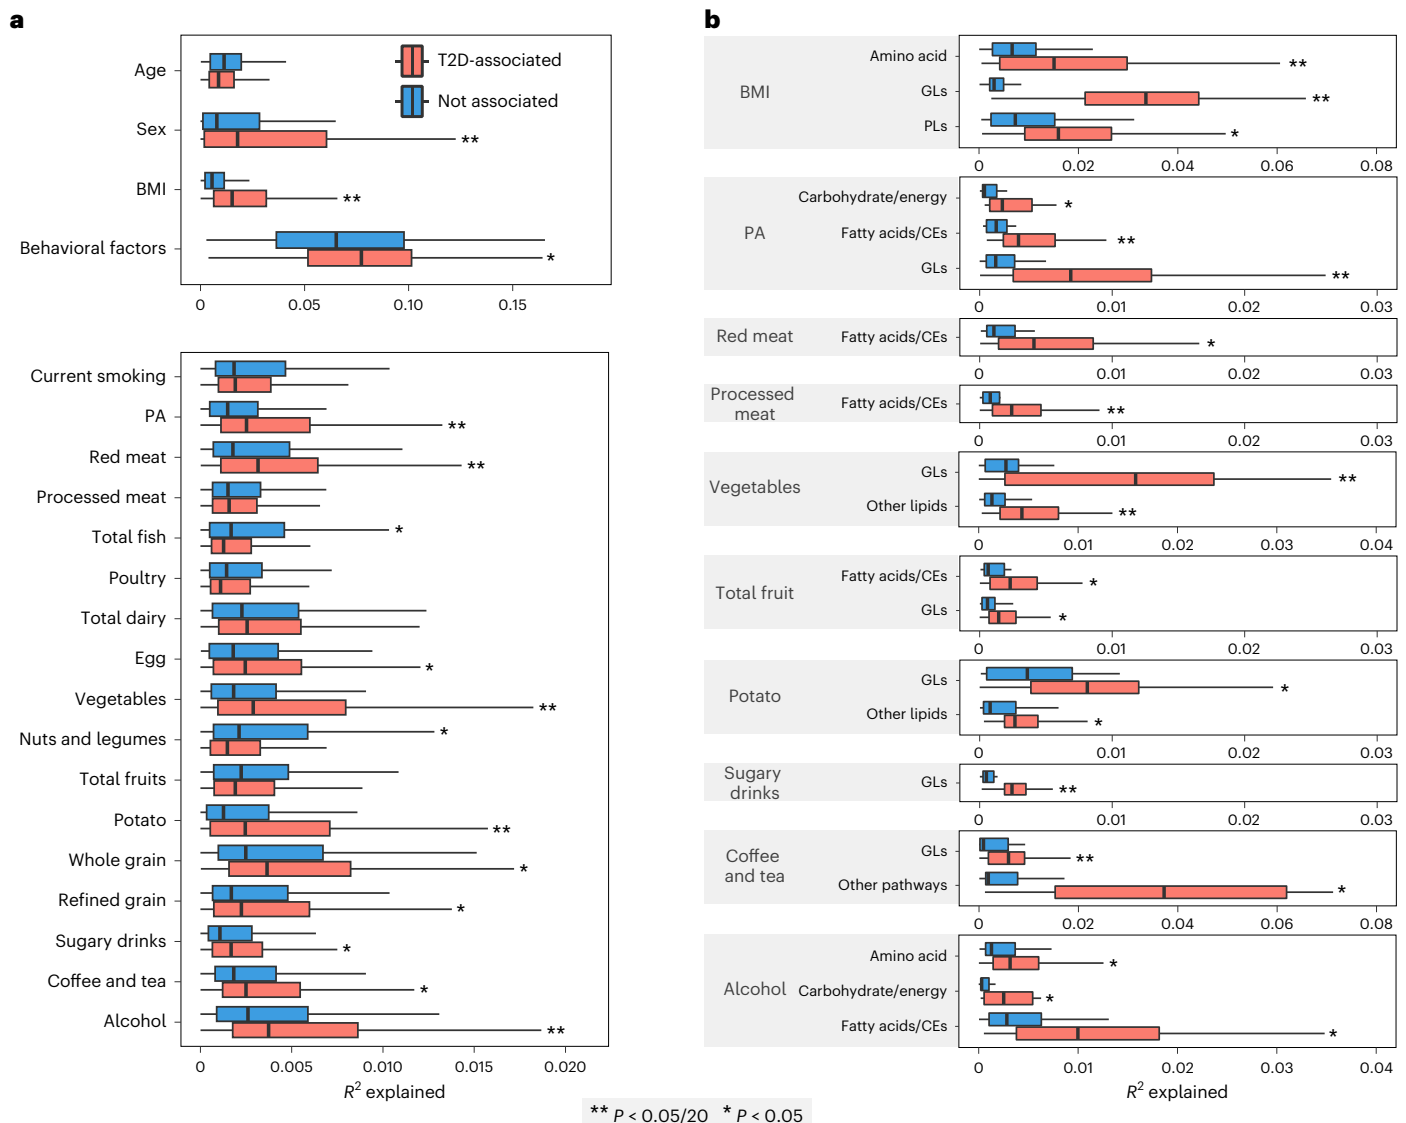 a
T2D-associated
Not associated
Age
Sex
**
BMI
**
Behavioral factors
*
0 0.05 0.10 0.15
Current smoking
PA
**
Red meat
**
Processed meat
Total fish
*
Poultry
Total dairy
Egg
*
Vegetables
**
Nuts and legumes
*
Total fruits
Potato
**
Whole grain
*
Refined grain
*
Sugary drinks
*
Coffee and tea
*
Alcohol
**
0 0.005 0.010 0.015 0.020
R² explained
b
BMI
Amino acid
**
GLs
**
PLs
*
0 0.02 0.04 0.06 0.08
PA
Carbohydrate/energy
*
Fatty acids/CEs
**
GLs
**
0 0.01 0.02 0.03
Red meat
Fatty acids/CEs
*
0 0.01 0.02 0.03
Processed
meat
Fatty acids/CEs
**
0 0.01 0.02 0.03
Vegetables
GLs
**
Other lipids
**
0 0.01 0.02 0.03 0.04
Total fruit
Fatty acids/CEs
*
GLs
*
0 0.01 0.02 0.03
Potato
GLs
*
Other lipids
*
0 0.01 0.02 0.03
Sugary
drinks
GLs
**
0 0.01 0.02 0.03
Coffee
and tea
GLs
**
Other pathways
*
0 0.02 0.04 0.06 0.08
Alcohol
Amino acid
*
Carbohydrate/energy
*
Fatty acids/CEs
*
0 0.01 0.02 0.03 0.04
R² explained
** P < 0.05/20 * P < 0.05